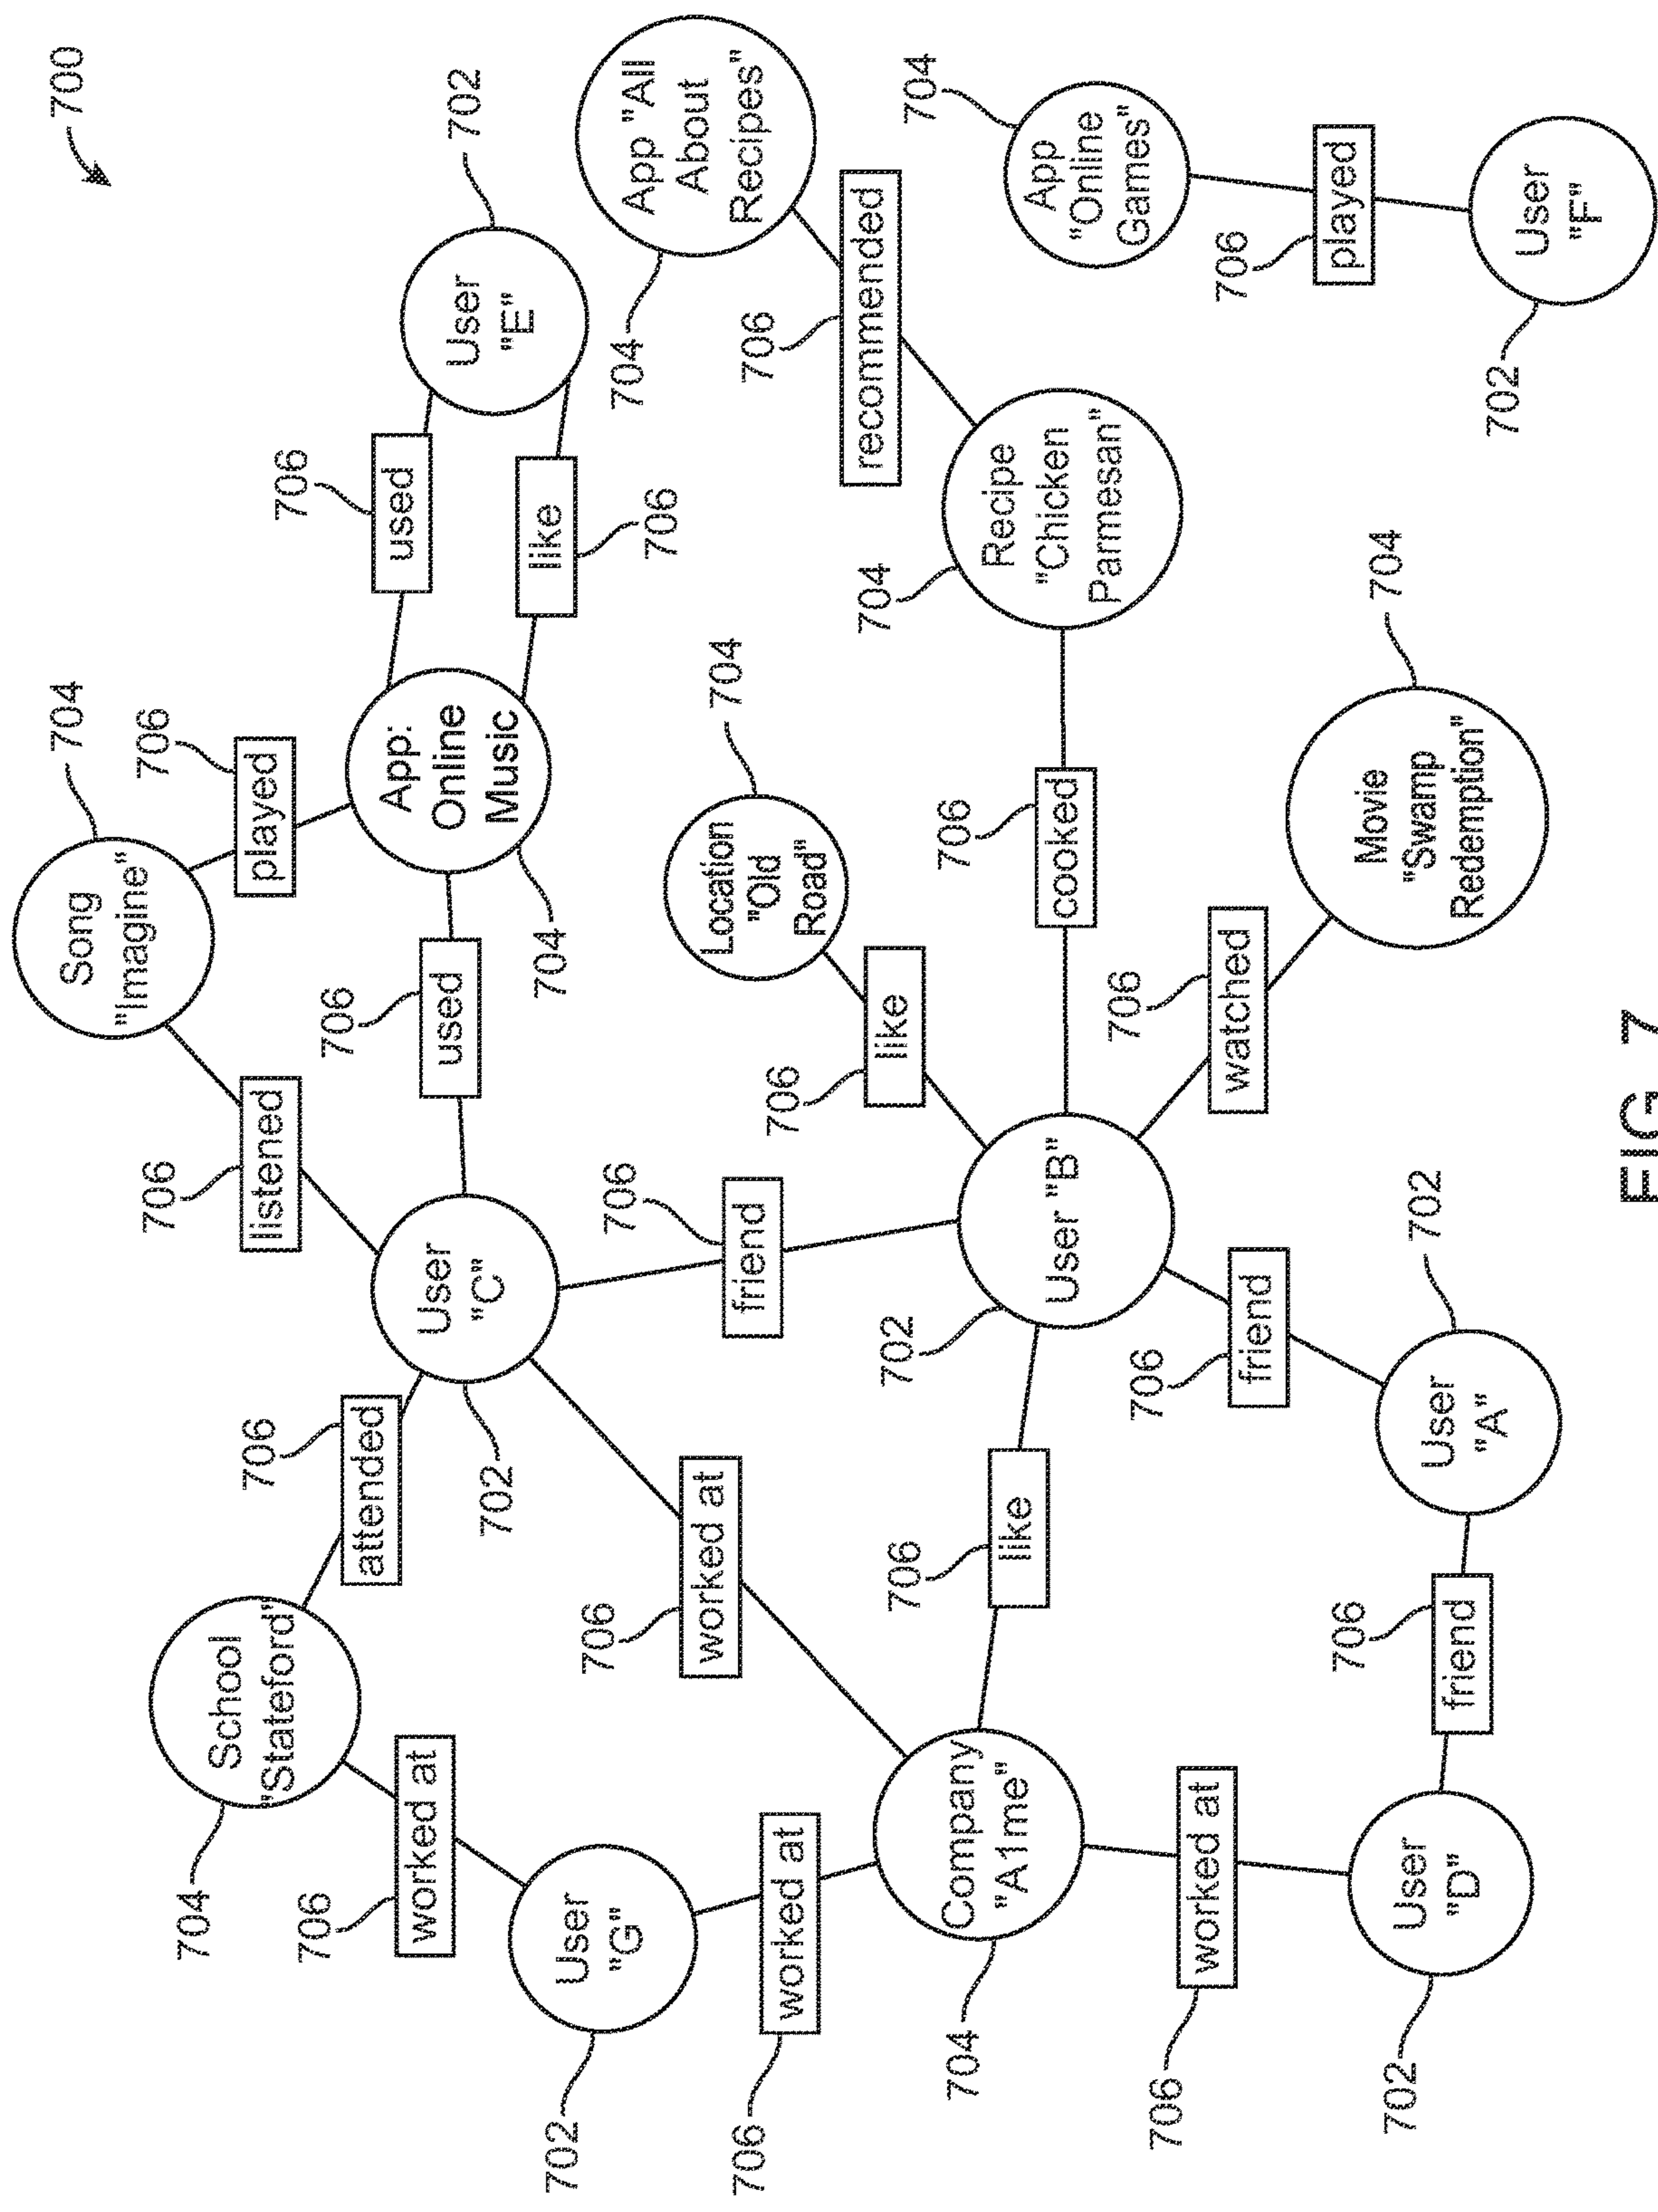 700
Song
"Imagine"
704
played
706
706
used
User
"E"
702
like
706
App:
Online
Music
704
listened
706
used
706
School
"Stateford"
704
attended
706
User
"C"
702
worked at
706
User
"G"
702
worked at
706
worked at
706
friend
706
Location
"Old
Road"
704
like
706
App "All
About
Recipes"
704
recommended
706
Recipe
"Chicken
Parmesan"
704
cooked
706
App
"Online
Games"
704
played
706
User
"F"
702
Company
"A1me"
704
like
706
User "B"
702
watched
706
Movie
"Swamp
Redemption"
704
worked at
706
friend
706
User
"D"
702
friend
706
User
"A"
702
FIG. 7